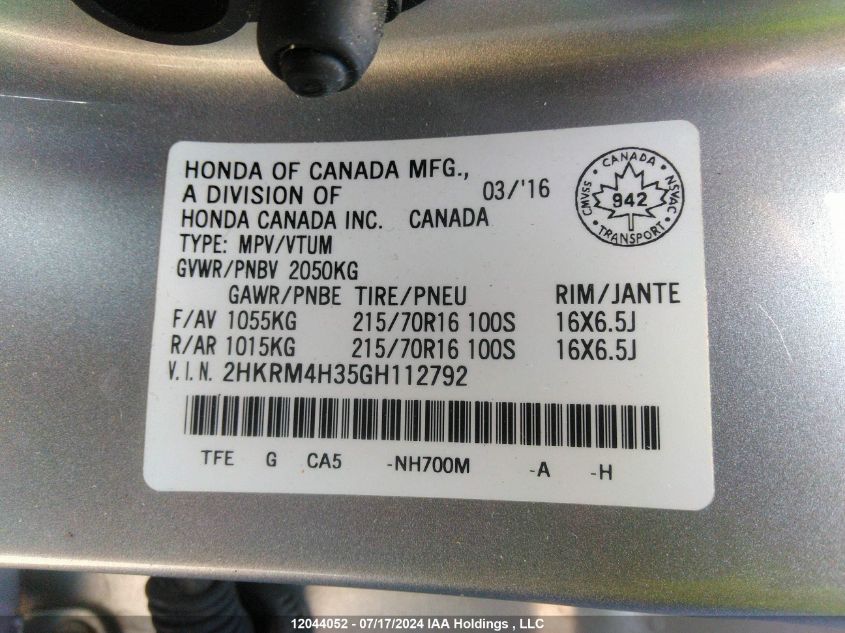 HONDA OF CANADA MFG.,
A DIVISION OF 03/'16
HONDA CANADA INC. CANADA
TYPE: MPV/VTUM
GVWR/PNBV 2050KG
GAWR/PNBE TIRE/PNEU RIM/JANTE
F/AV 1055KG 215/70R16 100S 16X6.5J
R/AR 1015KG 215/70R16 100S 16X6.5J
V.I.N. 2HKRM4H35GH112792
TFE G CA5 -NH700M -A -H
CANADA
CMVSS 942 NSVAC
TRANSPORT
12044052 - 07/17/2024 IAA Holdings , LLC